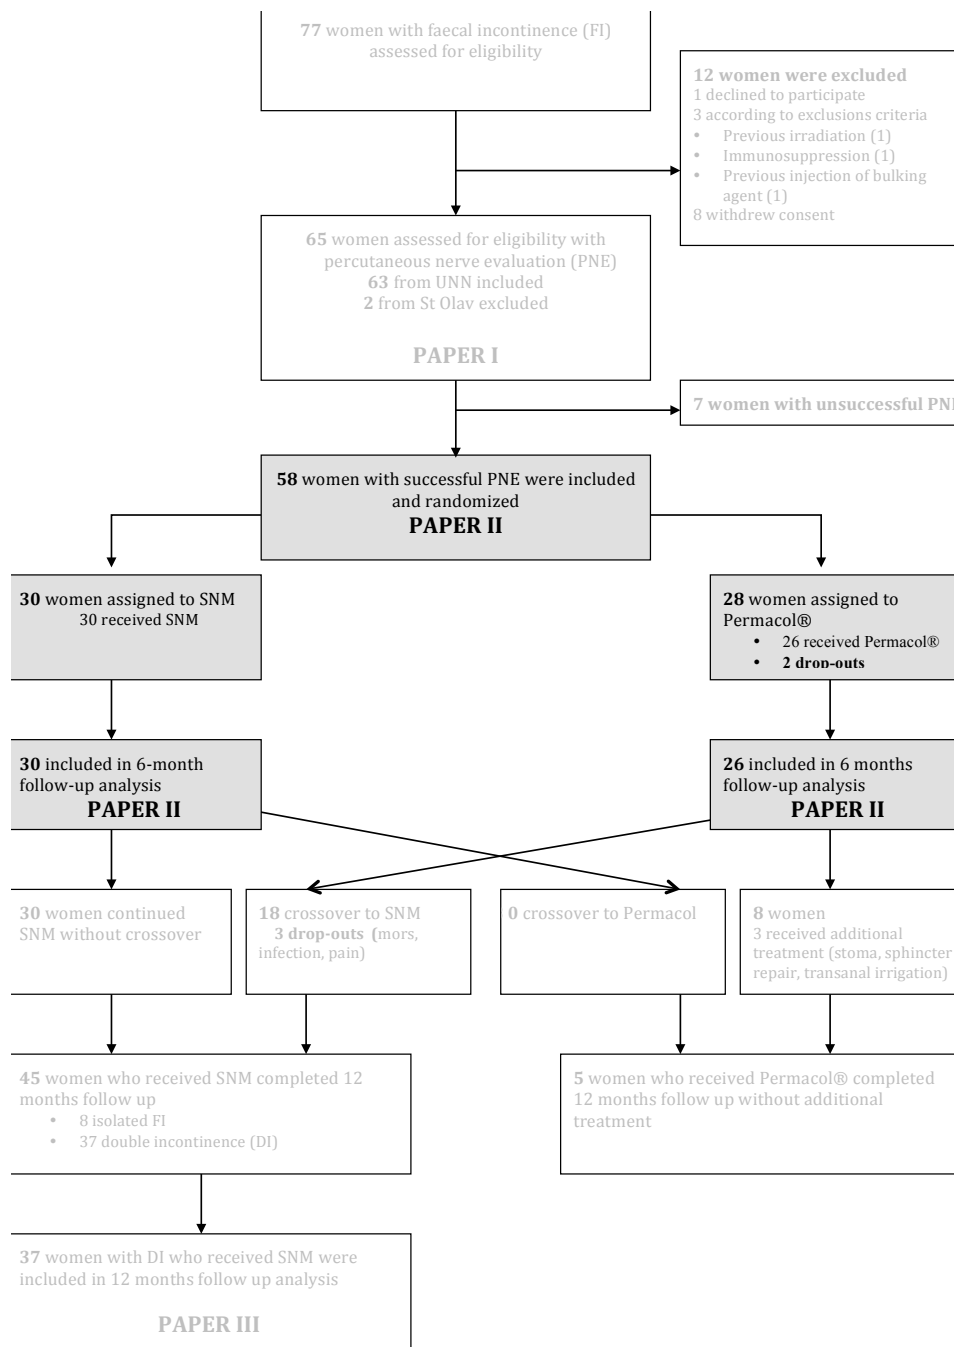 77 women with faecal incontinence (FI)
assessed for eligibility
12 women were excluded
1 declined to participate
3 according to exclusions criteria
• Previous irradiation (1)
• Immunosuppression (1)
• Previous injection of bulking
agent (1)
8 withdrew consent
65 women assessed for eligibility with
percutaneous nerve evaluation (PNE)
63 from UNN included
2 from St Olav excluded
PAPER I
7 women with unsuccessful PNE
58 women with successful PNE were included
and randomized
PAPER II
30 women assigned to SNM
30 received SNM
28 women assigned to
Permacol®
• 26 received Permacol®
• 2 drop-outs
30 included in 6-month
follow-up analysis
PAPER II
26 included in 6 months
follow-up analysis
PAPER II
30 women continued
SNM without crossover
18 crossover to SNM
3 drop-outs (mors,
infection, pain)
0 crossover to Permacol
8 women
3 received additional
treatment (stoma, sphincter
repair, transanal irrigation)
45 women who received SNM completed 12
months follow up
• 8 isolated FI
• 37 double incontinence (DI)
5 women who received Permacol® completed
12 months follow up without additional
treatment
37 women with DI who received SNM were
included in 12 months follow up analysis
PAPER III